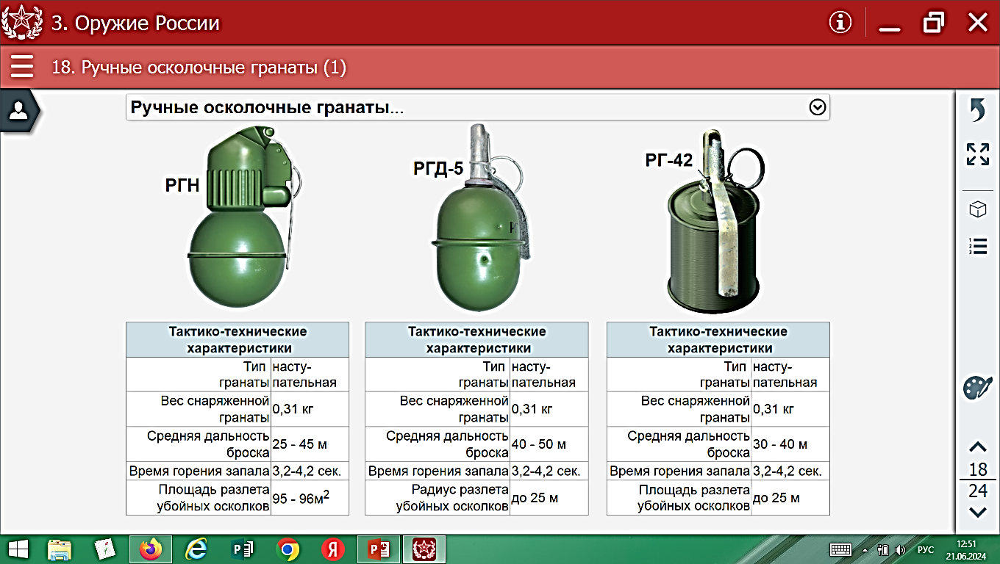 3. Оружие России
18. Ручные осколочные гранаты (1)
Ручные осколочные гранаты...
РГН
РГД-5
РГ-42
РГ
Тактико-технические
характеристики
Тип
гранаты
насту-
пательная
Вес снаряженной
гранаты
0,31 кг
Средняя дальность
броска
25 - 45 м
Время горения запала 3,2-4,2 сек.
Площадь разлета
убойных осколков
95 - 96м²
Тактико-технические
характеристики
Тип
гранаты
насту-
пательная
Вес снаряженной
гранаты
0,31 кг
Средняя дальность
броска
40 - 50 м
Время горения запала 3,2-4,2 сек.
Радиус разлета
убойных осколков
до 25 м
Тактико-технические
характеристики
Тип
гранаты
насту-
пательная
Вес снаряженной
гранаты
0,31 кг
Средняя дальность
броска
30 - 40 м
Время горения запала 3,2-4,2 сек.
Площадь разлета
убойных осколков
до 25 м
1
2
3
18
24
РУС
12:51
21.06.2024